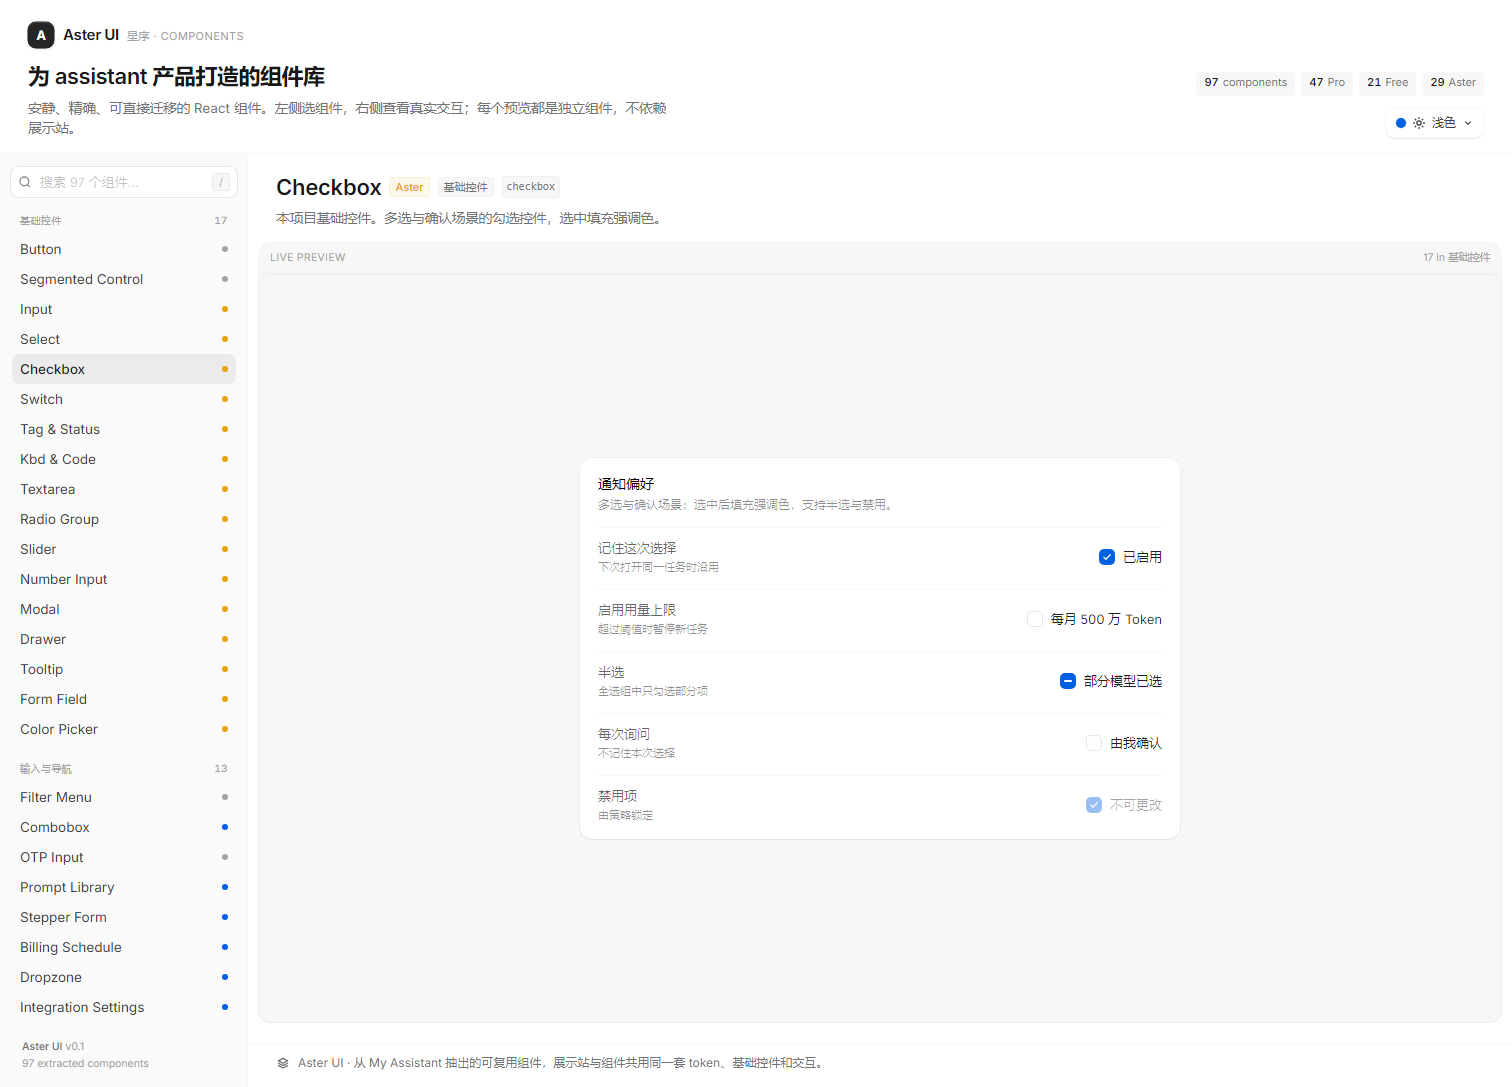 A Aster UI 星序 · COMPONENTS
为 assistant 产品打造的组件库
安静、精确、可直接迁移的 React 组件。左侧选组件，右侧查看真实交互；每个预览都是独立组件，不依赖
展示站。
97 components 47 Pro 21 Free 29 Aster
浅色
搜索 97 个组件... /
基础控件 17
Button
Segmented Control
Input
Select
Checkbox
Switch
Tag & Status
Kbd & Code
Textarea
Radio Group
Slider
Number Input
Modal
Drawer
Tooltip
Form Field
Color Picker
输入与导航 13
Filter Menu
Combobox
OTP Input
Prompt Library
Stepper Form
Billing Schedule
Dropzone
Integration Settings
Aster UI v0.1
97 extracted components
Checkbox Aster 基础控件 checkbox
本项目基础控件。多选与确认场景的勾选控件，选中填充强调色。
LIVE PREVIEW 17 in 基础控件
通知偏好
多选与确认场景；选中后填充强调色，支持半选与禁用。
记住这次选择
下次打开同一任务时沿用
已启用
启用用量上限
超过阈值时暂停新任务
每月 500 万 Token
半选
全选组中只勾选部分项
部分模型已选
每次询问
不记住本次选择
由我确认
禁用项
由策略锁定
不可更改
Aster UI · 从 My Assistant 抽出的可复用组件，展示站与组件共用同一套 token、基础控件和交互。